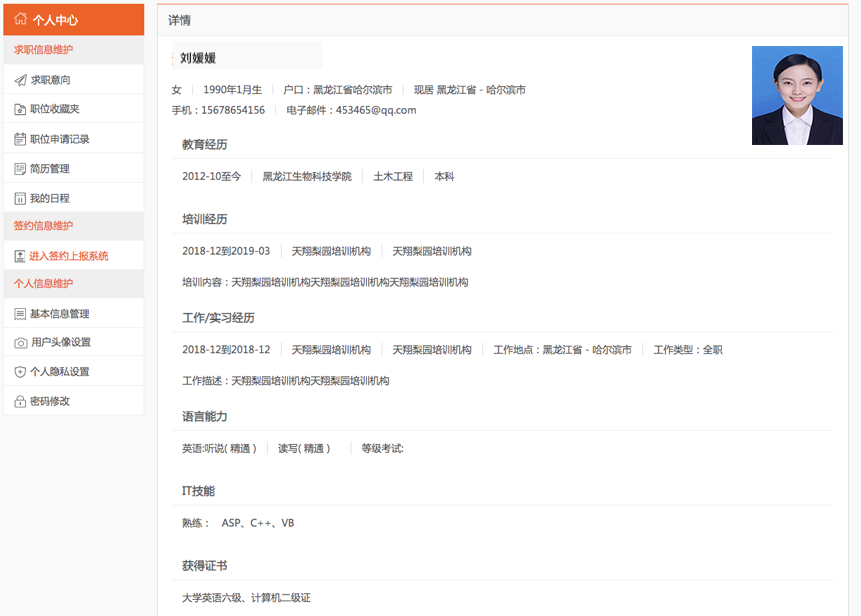 个人中心
求职信息维护
求职意向
职位收藏夹
职位申请记录
简历管理
我的日程
签约信息维护
进入签约上报系统
个人信息维护
基本信息管理
用户头像设置
个人隐私设置
密码修改
详情
刘媛媛
女 | 1990年1月生 | 户口：黑龙江省哈尔滨市 | 现居 黑龙江省 - 哈尔滨市
手机：15678654156 | 电子邮件：453465@qq.com
教育经历
2012-10至今 | 黑龙江生物科技学院 | 土木工程 | 本科
培训经历
2018-12到2019-03 | 天翔梨园培训机构 | 天翔梨园培训机构
培训内容：天翔梨园培训机构天翔梨园培训机构天翔梨园培训机构
工作/实习经历
2018-12到2018-12 | 天翔梨园培训机构 | 天翔梨园培训机构 | 工作地点：黑龙江省 - 哈尔滨市 | 工作类型：全职
工作描述：天翔梨园培训机构天翔梨园培训机构
语言能力
英语:听说( 精通 ) | 读写( 精通 ) | 等级考试:
IT技能
熟练： ASP、C++、VB
获得证书
大学英语六级、计算机二级证